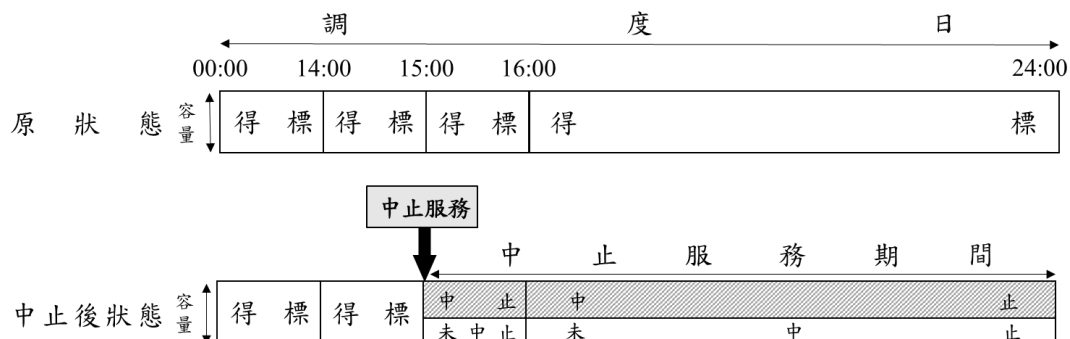 調度日
00:00 14:00 15:00 16:00 24:00
原狀態 容量 得標 得標 得標 得標
中止服務
中止服務期間
中止後狀態 容量 得標 得標 中止 中止
未中止 未中止